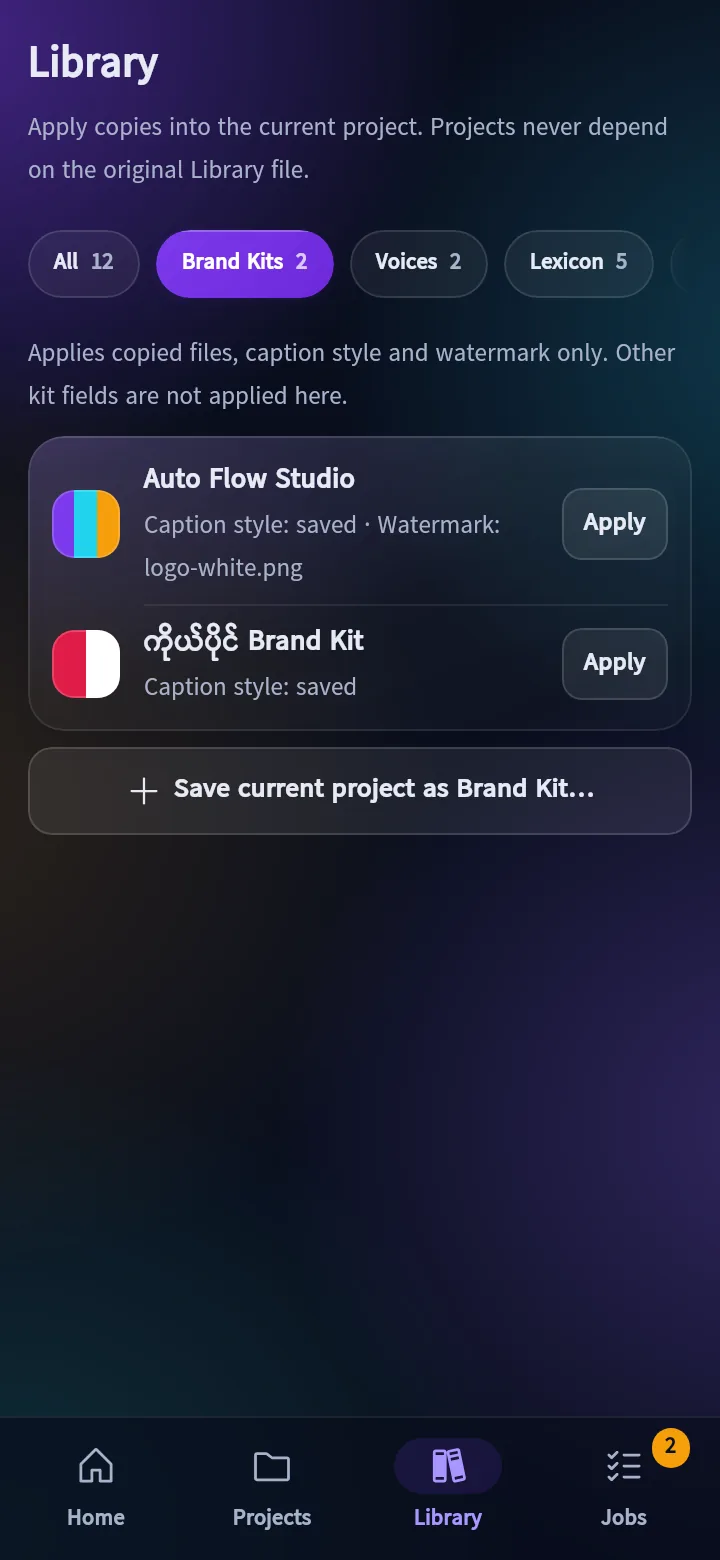 Library
Apply copies into the current project. Projects never depend
on the original Library file.
All 12
Brand Kits 2
Voices 2
Lexicon 5
Applies copied files, caption style and watermark only. Other
kit fields are not applied here.
Auto Flow Studio
Caption style: saved · Watermark:
logo-white.png
Apply
ကိုယ်ပိုင် Brand Kit
Caption style: saved
Apply
Save current project as Brand Kit…
2
Home
Projects
Library
Jobs